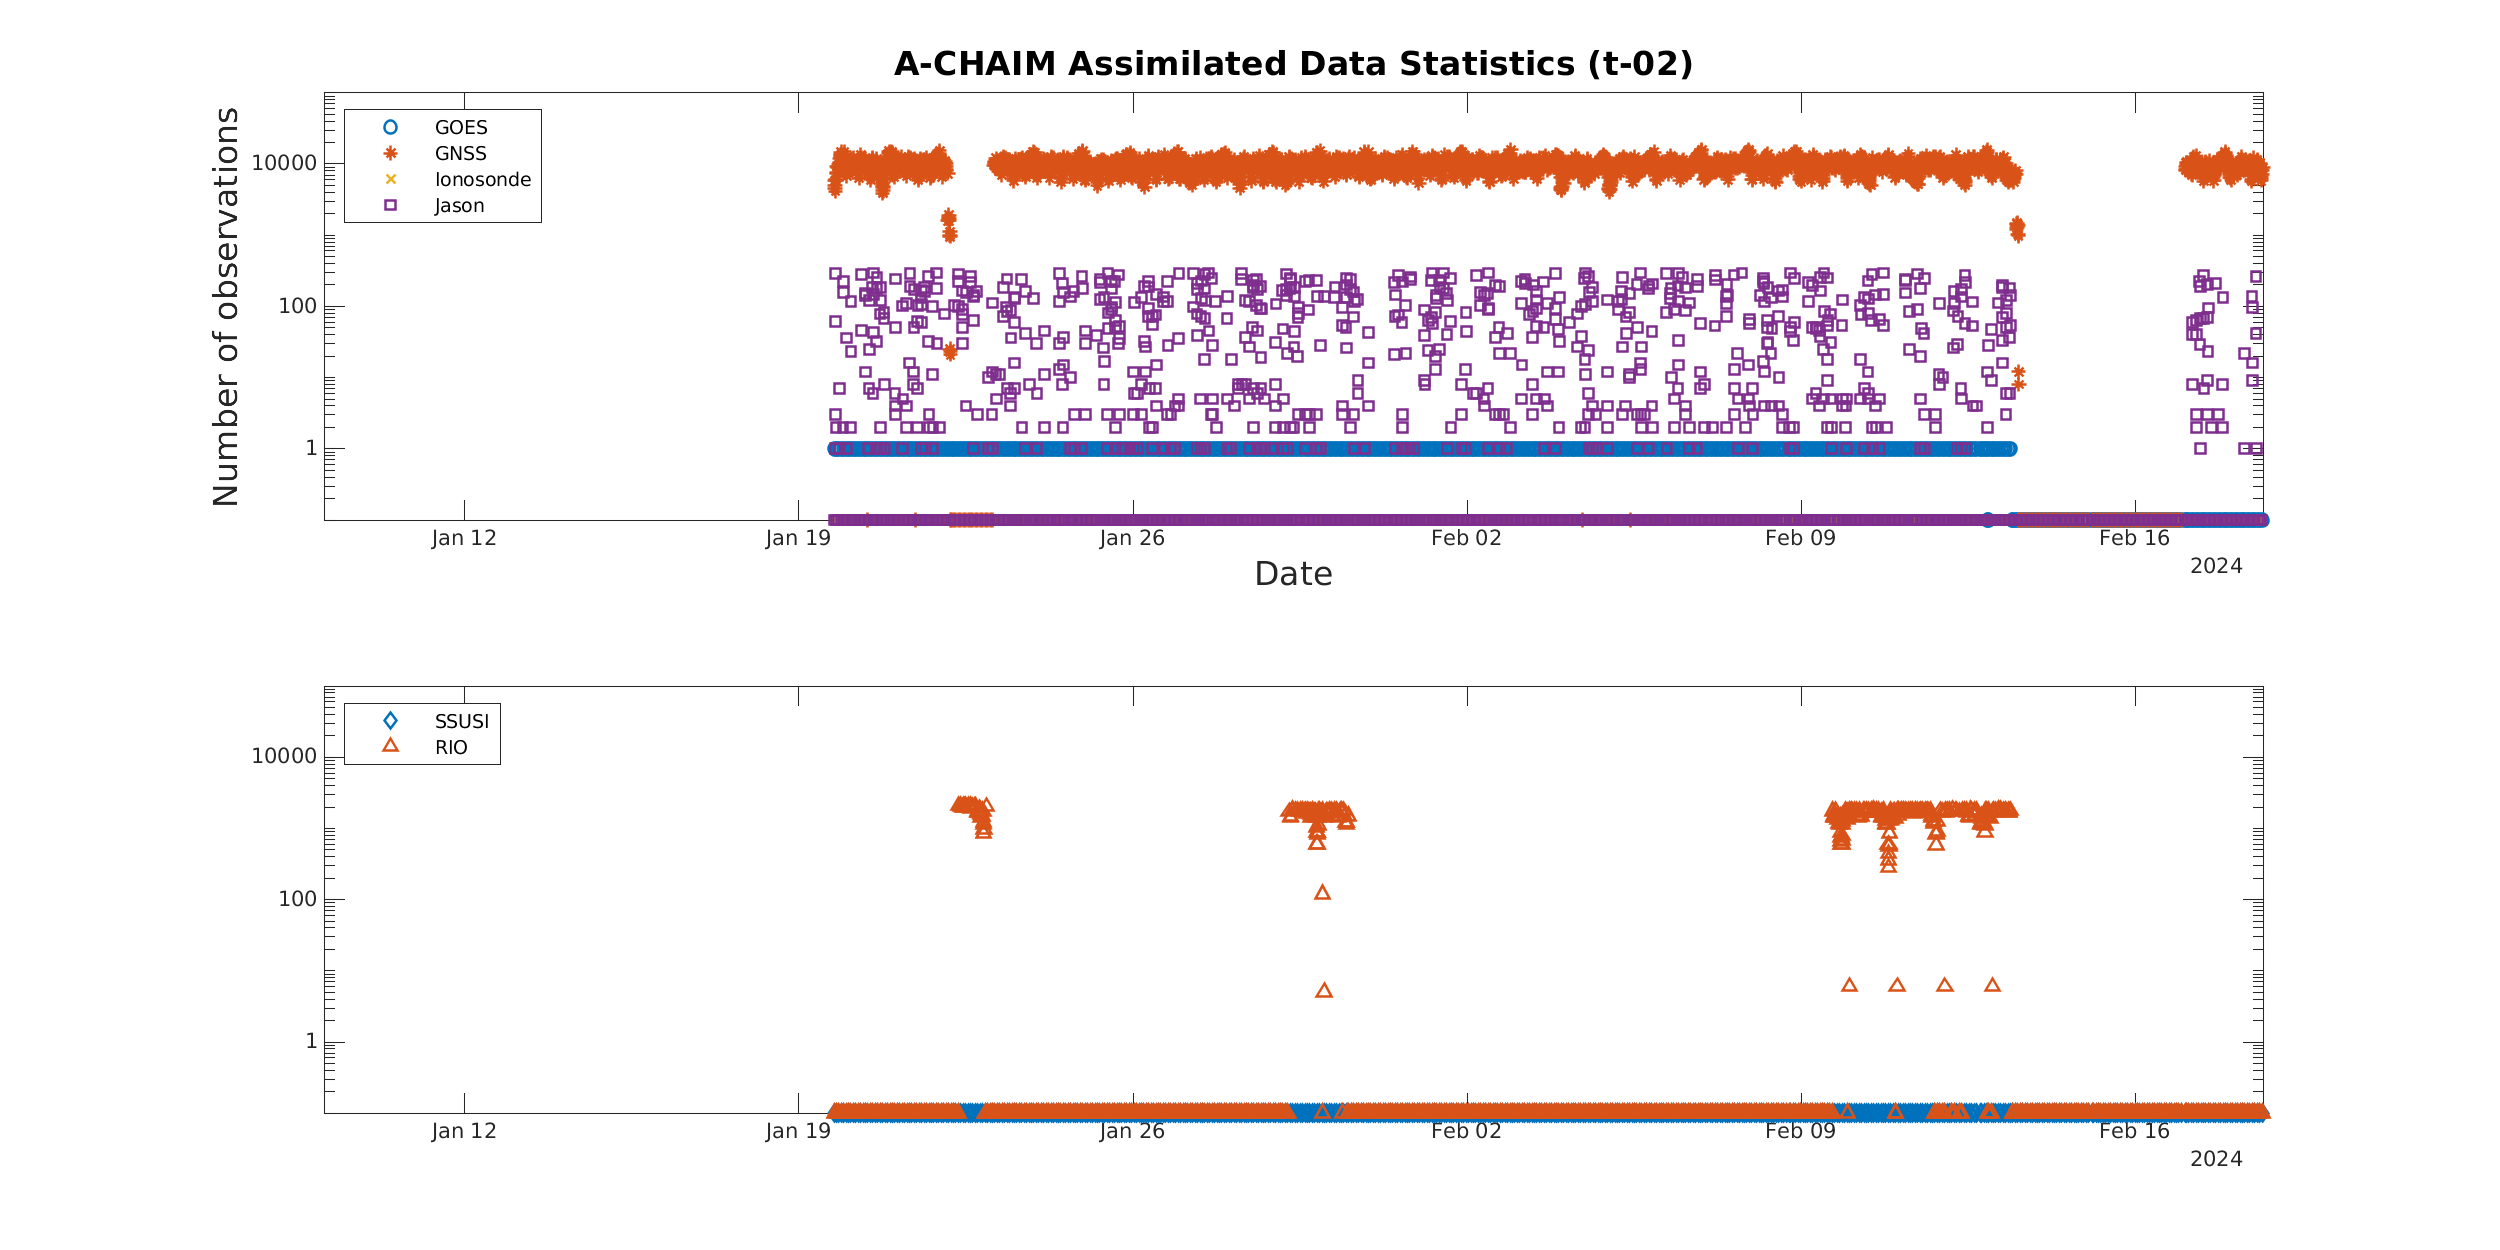 A-CHAIM Assimilated Data Statistics (t-02)
Number of observations
10000
100
1
GOES
GNSS
Ionosonde
Jason
Jan 12
Jan 19
Jan 26
Feb 02
Feb 09
Feb 16
2024
Date
10000
100
1
SSUSI
RIO
Jan 12
Jan 19
Jan 26
Feb 02
Feb 09
Feb 16
2024